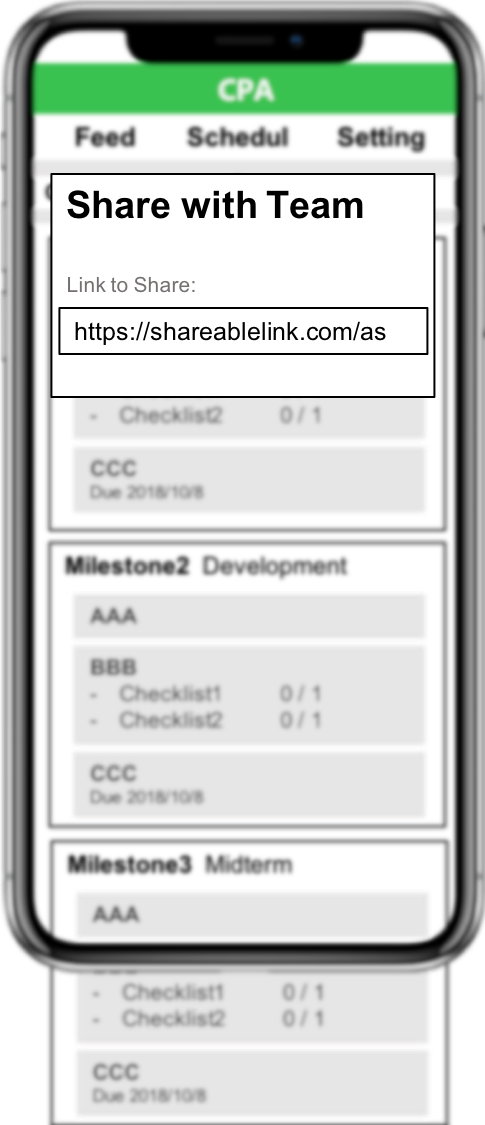 CPA
Feed Schedul Setting
Share with Team
Link to Share:
https://shareablelink.com/as
- Checklist2 0 / 1
CCC
Due 2018/10/8
Milestone2 Development
AAA
BBB
- Checklist1 0 / 1
- Checklist2 0 / 1
CCC
Due 2018/10/8
Milestone3 Midterm
AAA
- Checklist1 0 / 1
- Checklist2 0 / 1
CCC
Due 2018/10/8